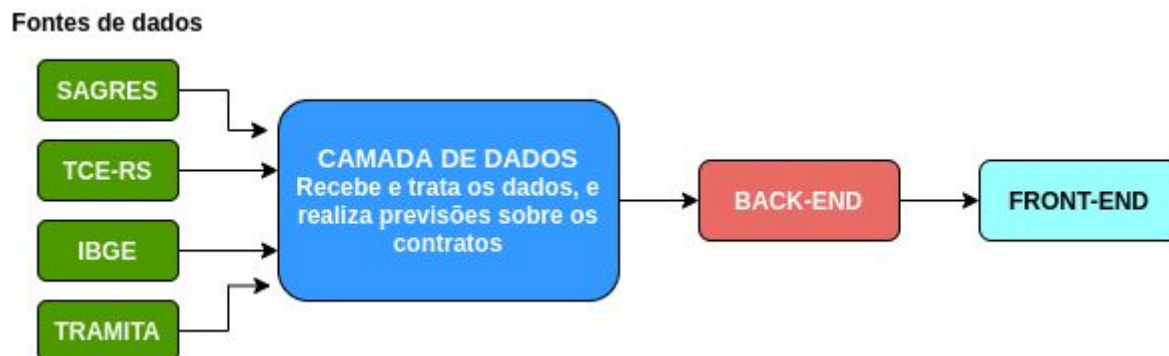 Fontes de dados
SAGRES
TCE-RS
IBGE
TRAMITA
CAMADA DE DADOS
Recebe e trata os dados, e
realiza previsões sobre os
contratos
BACK-END
FRONT-END